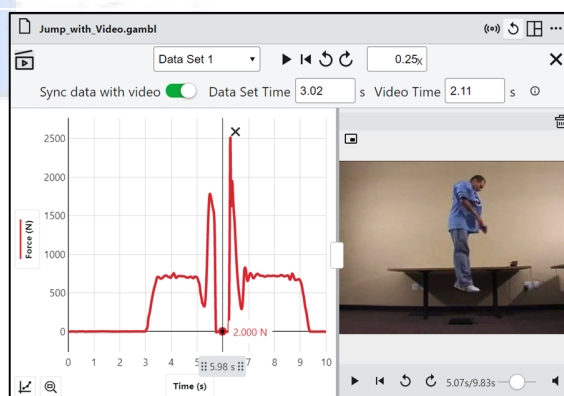 Jump_with_Video.gambl
Data Set 1
0.25x
Sync data with video
Data Set Time 3.02 s
Video Time 2.11 s
2500
2000
1500
1000
500
0
Force (N)
2.000 N
0 1 2 3 4 5 7 8 9 10
5.98 s
Time (s)
5.07s/9.83s